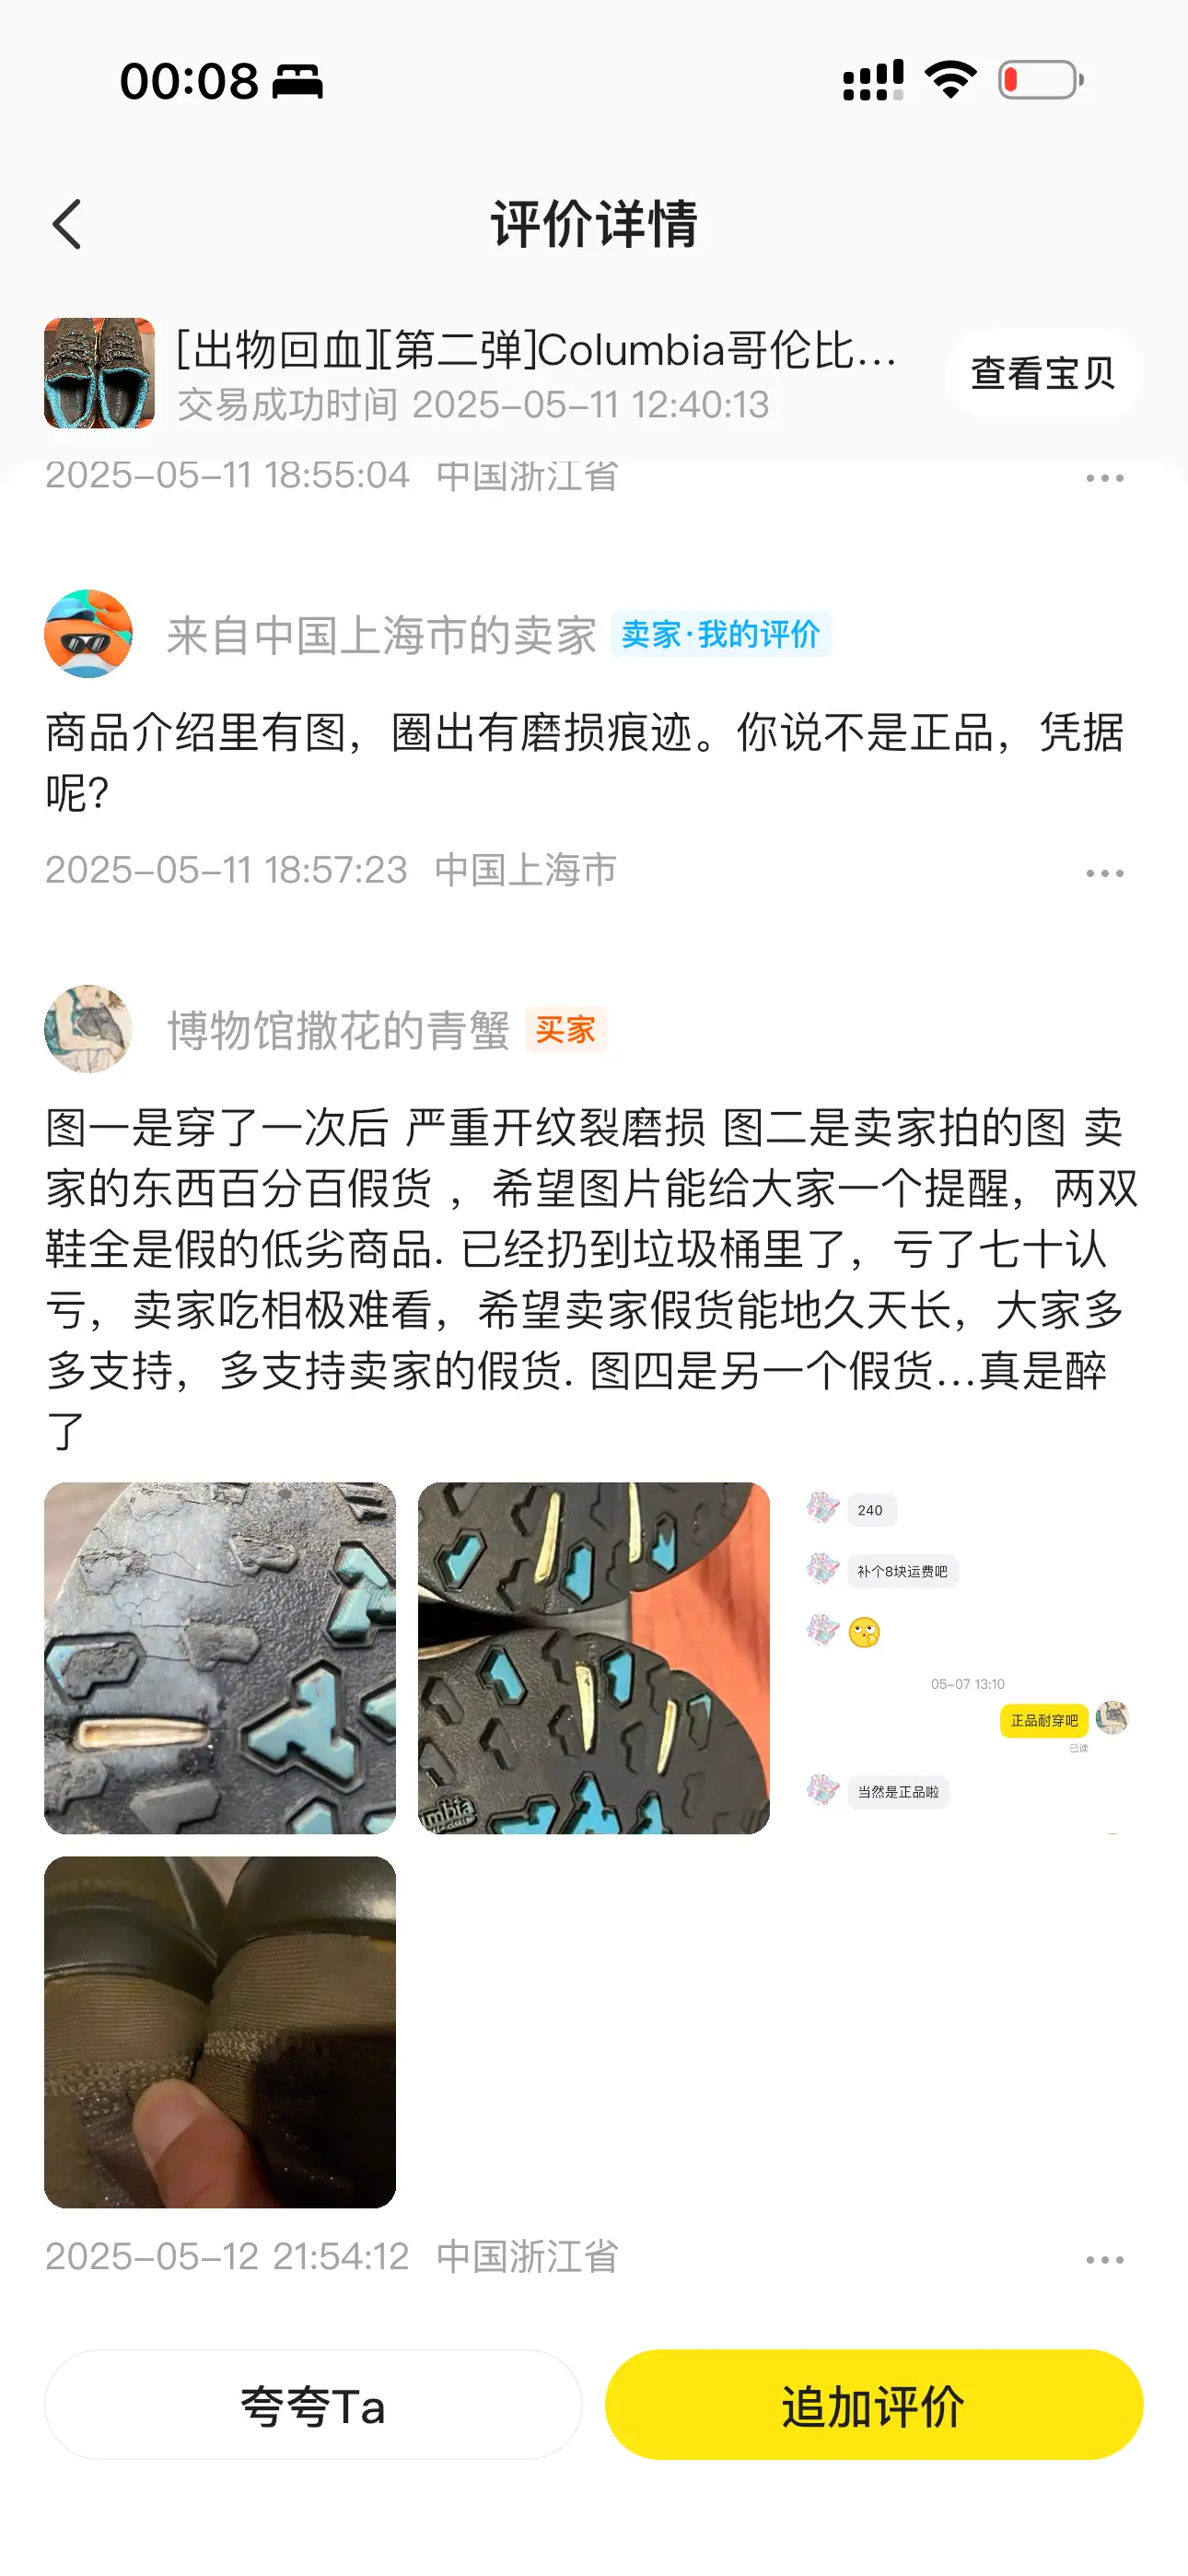 00:08
评价详情
[出物回血][第二弹]Columbia哥伦比...
交易成功时间 2025-05-11 12:40:13
查看宝贝
2025-05-11 18:55:04 中国浙江省
来自中国上海市的卖家 卖家·我的评价
商品介绍里有图，圈出有磨损痕迹。你说不是正品，凭据
呢？
2025-05-11 18:57:23 中国上海市
博物馆撒花的青蟹 买家
图一是穿了一次后 严重开纹裂磨损 图二是卖家拍的图 卖
家的东西百分百假货 ，希望图片能给大家一个提醒，两双
鞋全是假的低劣商品. 已经扔到垃圾桶里了，亏了七十认
亏，卖家吃相极难看，希望卖家假货能地久天长，大家多
多支持，多支持卖家的假货. 图四是另一个假货...真是醉
了
240
补个8块运费吧
05-07 13:10
正品耐穿吧
已读
当然是正品啦
2025-05-12 21:54:12 中国浙江省
夸夸Ta
追加评价